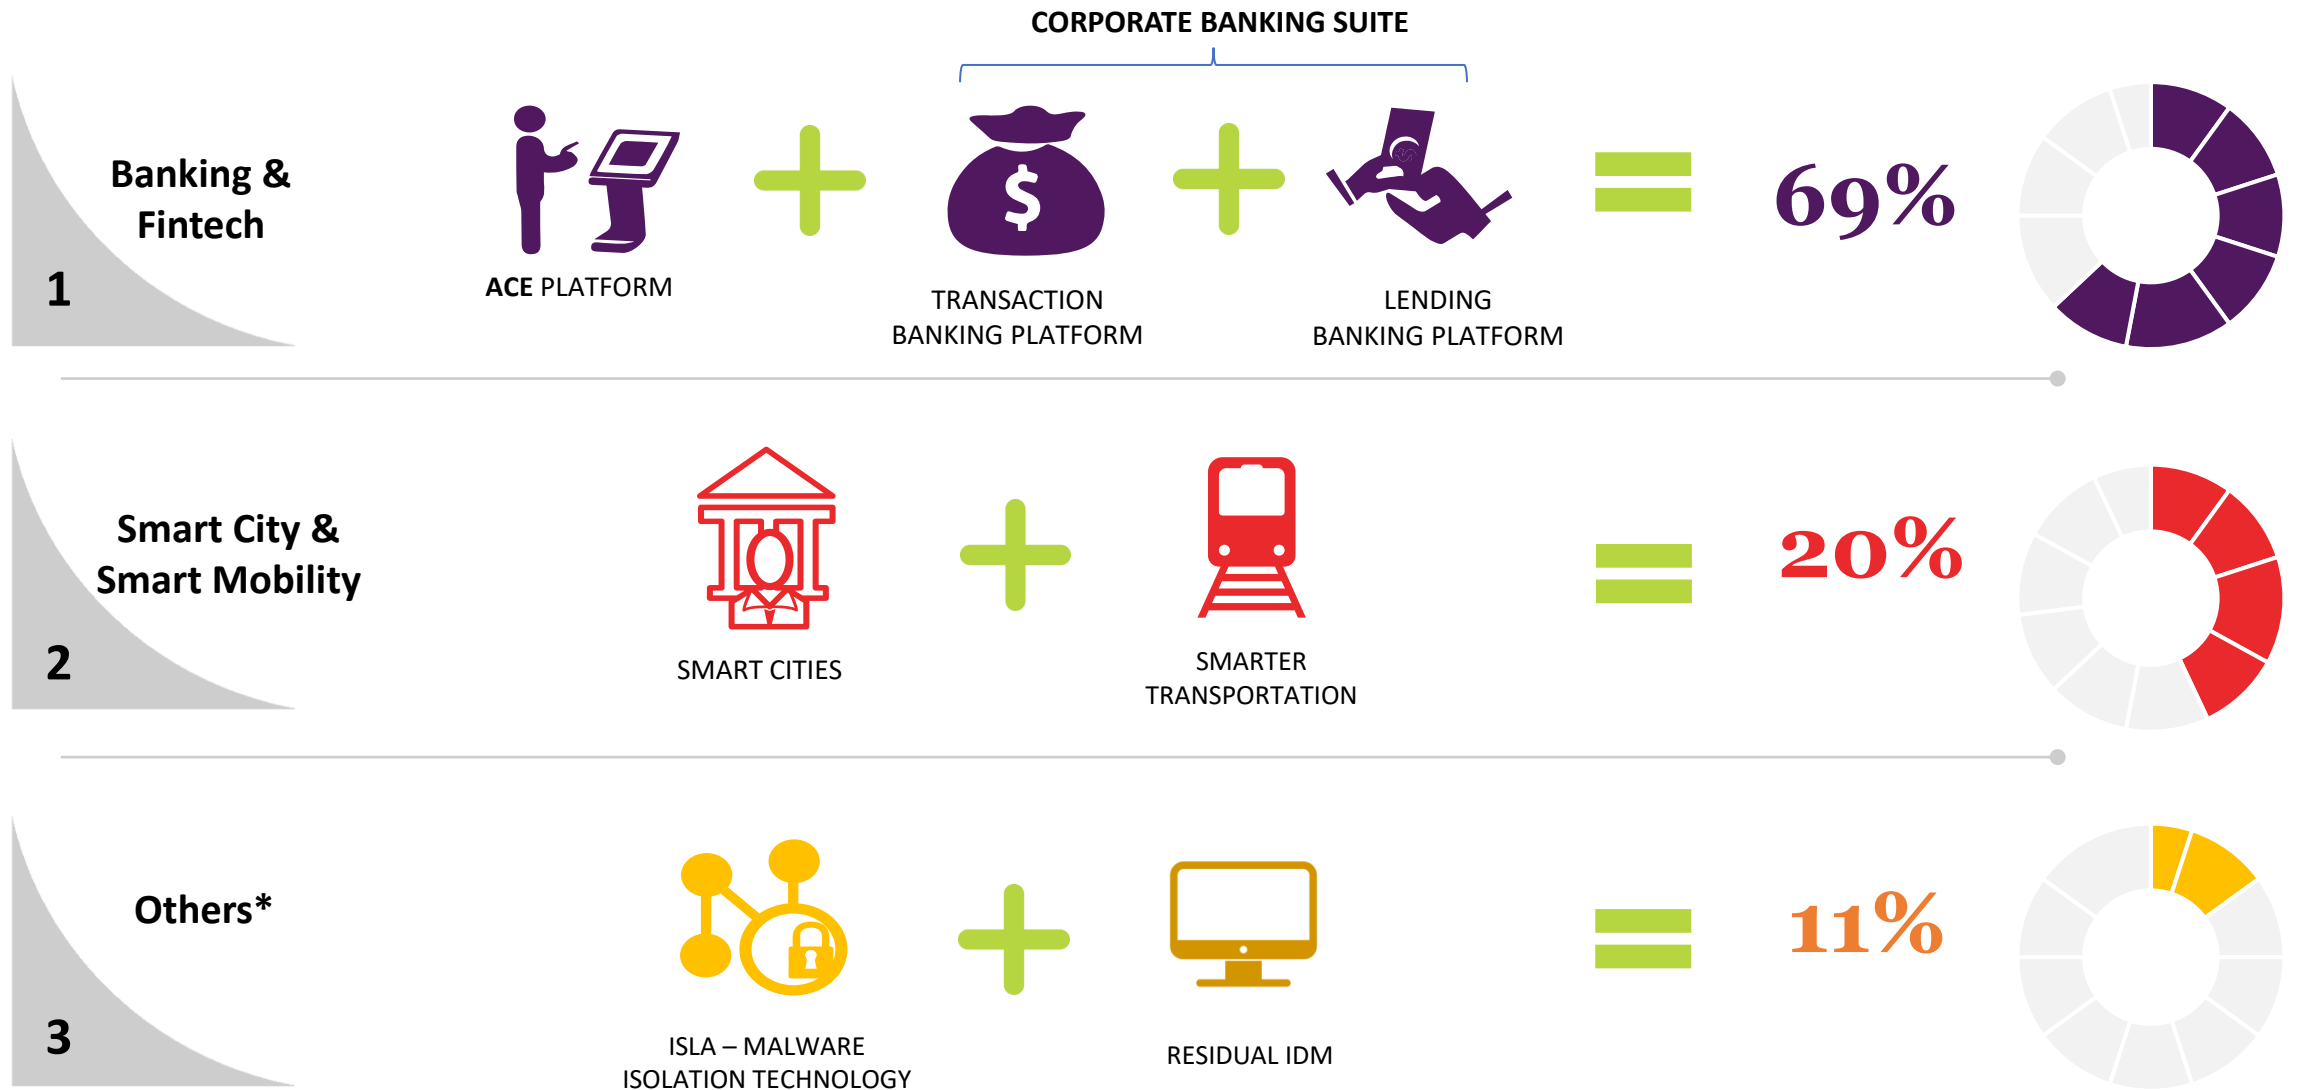 CORPORATE BANKING SUITE
Banking &
Fintech
1
ACE PLATFORM
$
TRANSACTION
BANKING PLATFORM
LENDING
BANKING PLATFORM
69%
Smart City &
Smart Mobility
2
SMART CITIES
SMARTER
TRANSPORTATION
20%
Others*
3
ISLA – MALWARE
ISOLATION TECHNOLOGY
RESIDUAL IDM
11%